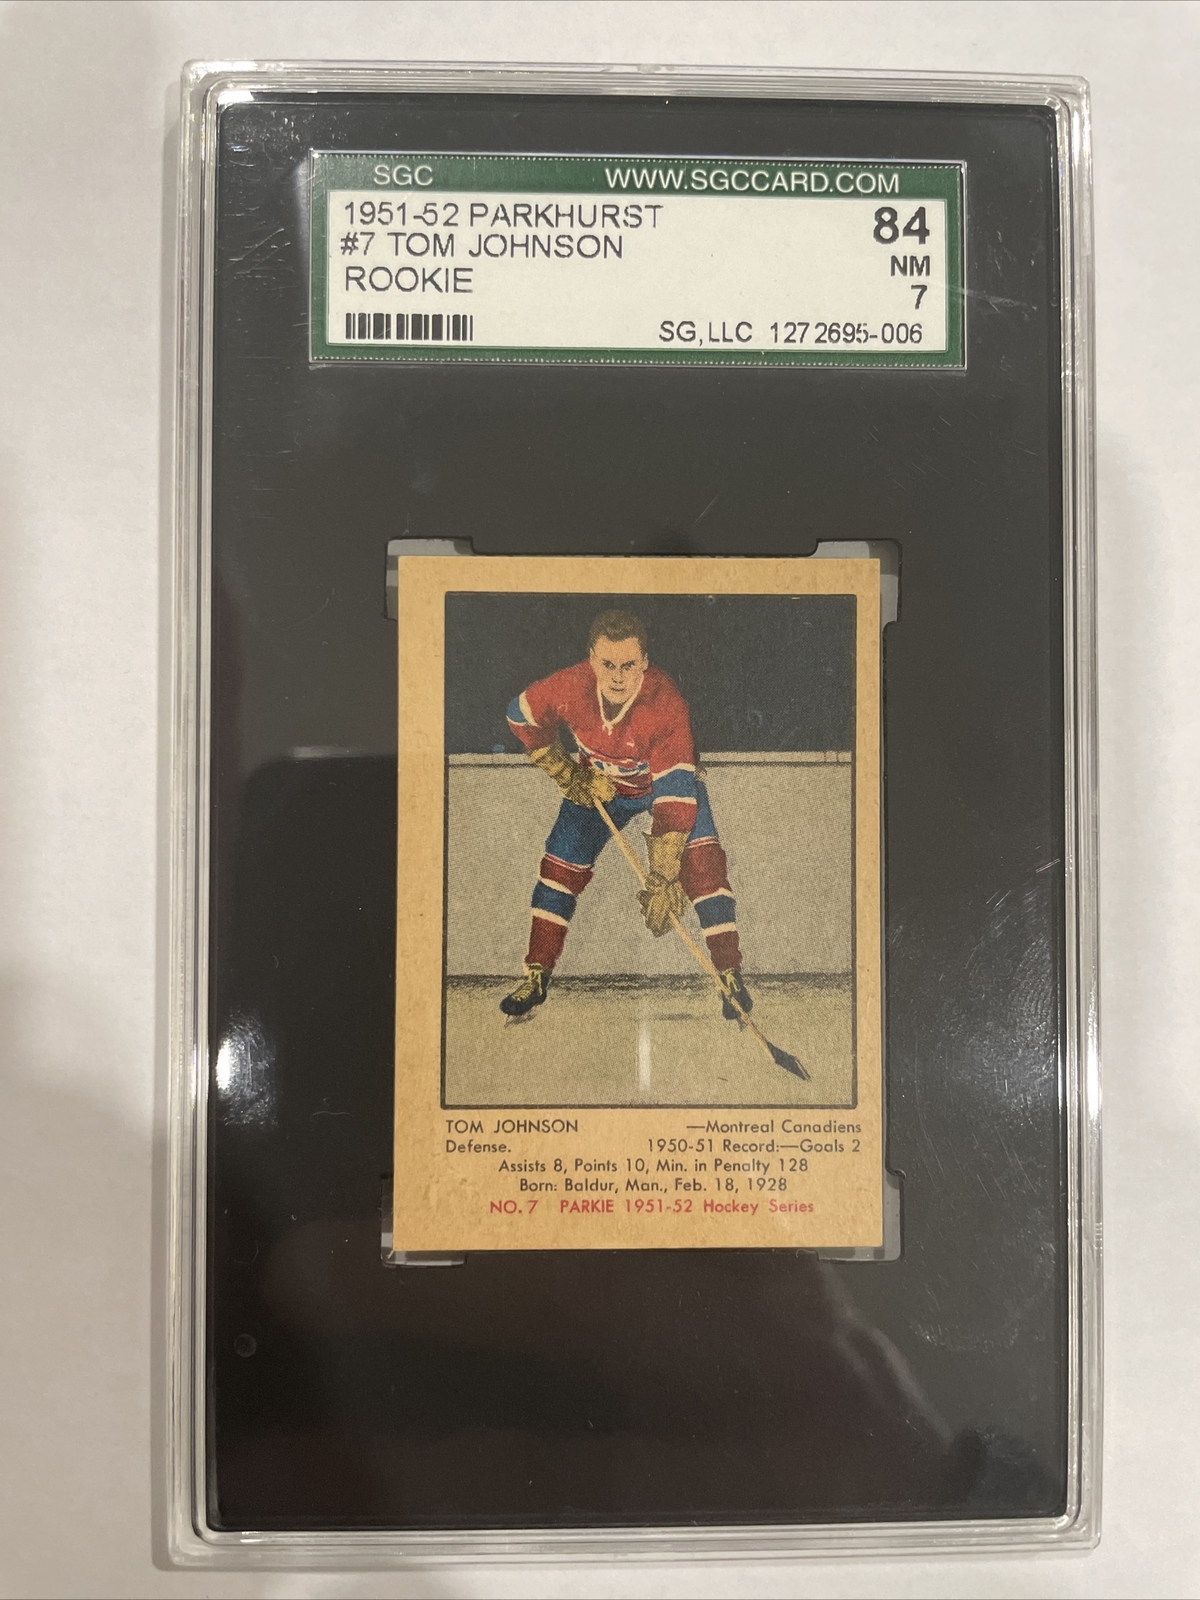 SGC WWW.SGCCARD.COM
1951-52 PARKHURST 84
#7 TOM JOHNSON NM
ROOKIE 7
SG, LLC 1272695-006
TOM JOHNSON —Montreal Canadiens
Defense. 1950-51 Record:—Goals 2
Assists 8, Points 10, Min. in Penalty 128
Born: Baldur, Man., Feb. 18, 1928
NO. 7 PARKIE 1951-52 Hockey Series